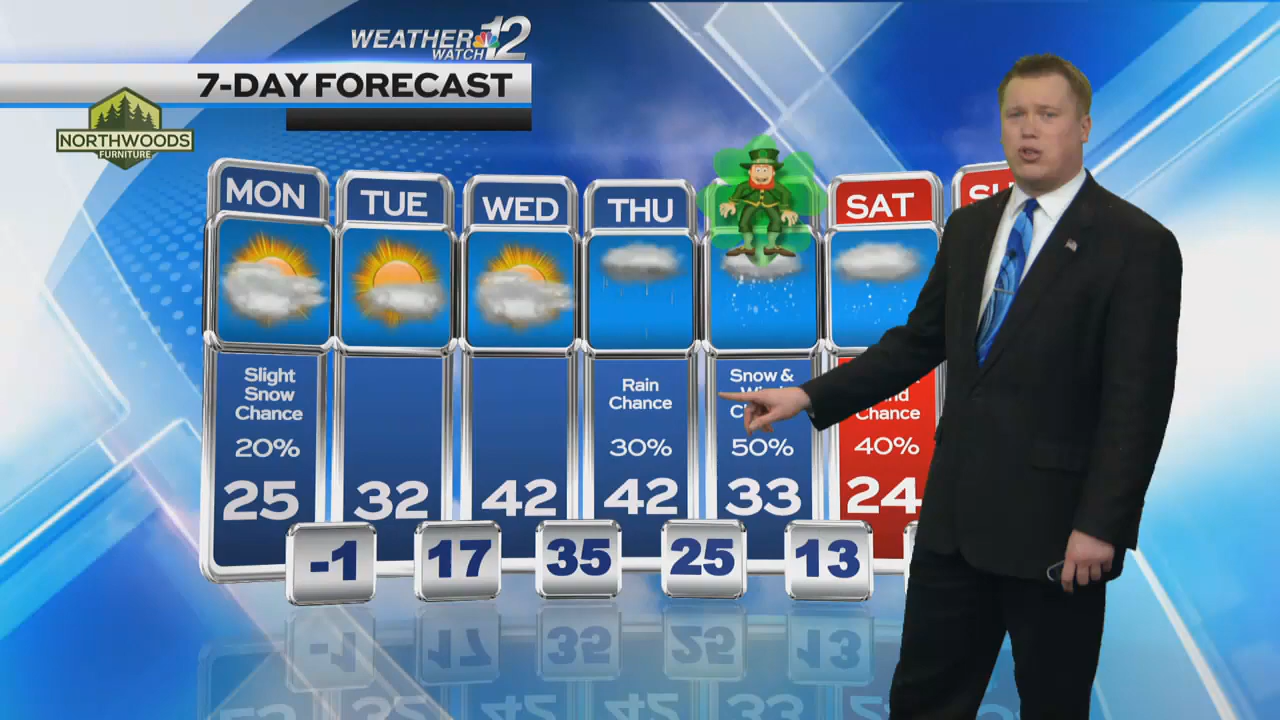 WEATHER
WATCH 12
7-DAY FORECAST
NORTHWOODS
FURNITURE
MON
TUE
WED
THU
SAT
Slight
Snow
Chance
20%
Rain
Chance
30%
Snow &
50%
Chance
40%
25
32
42
42
33
24
-1
17
35
25
13